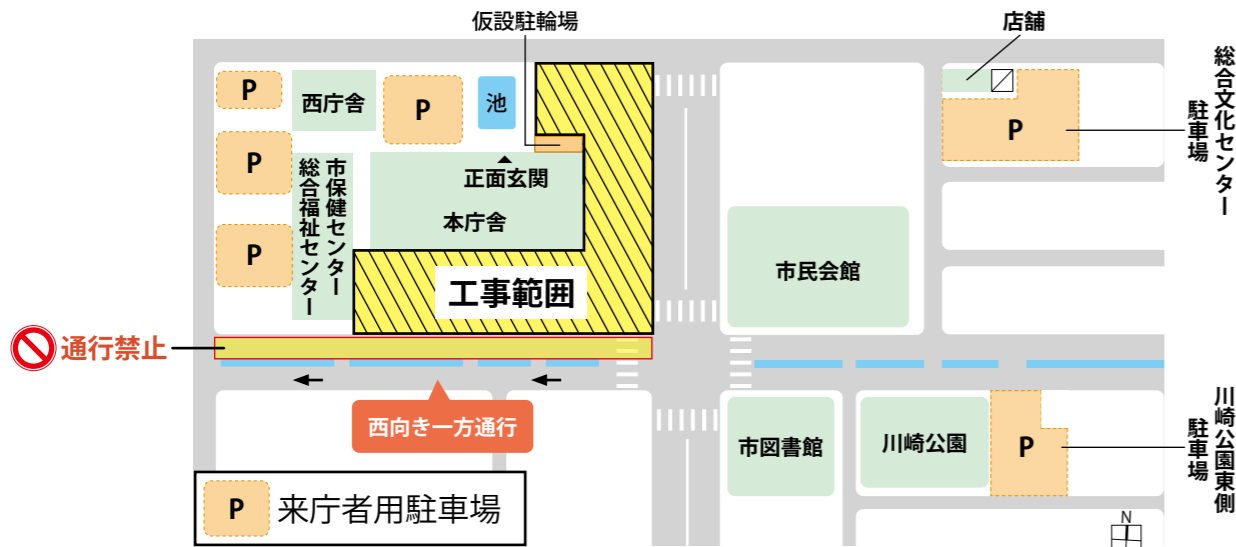 仮設駐輪場
店舗
P
西庁舎
P
池
P
総合文化センター
駐車場
P
正面玄関
本庁舎
市保健センター
総合福祉センター
P
工事範囲
市民会館
通行禁止
西向き一方通行
市図書館
川崎公園
P
川崎公園東側
駐車場
P 来庁者用駐車場
N